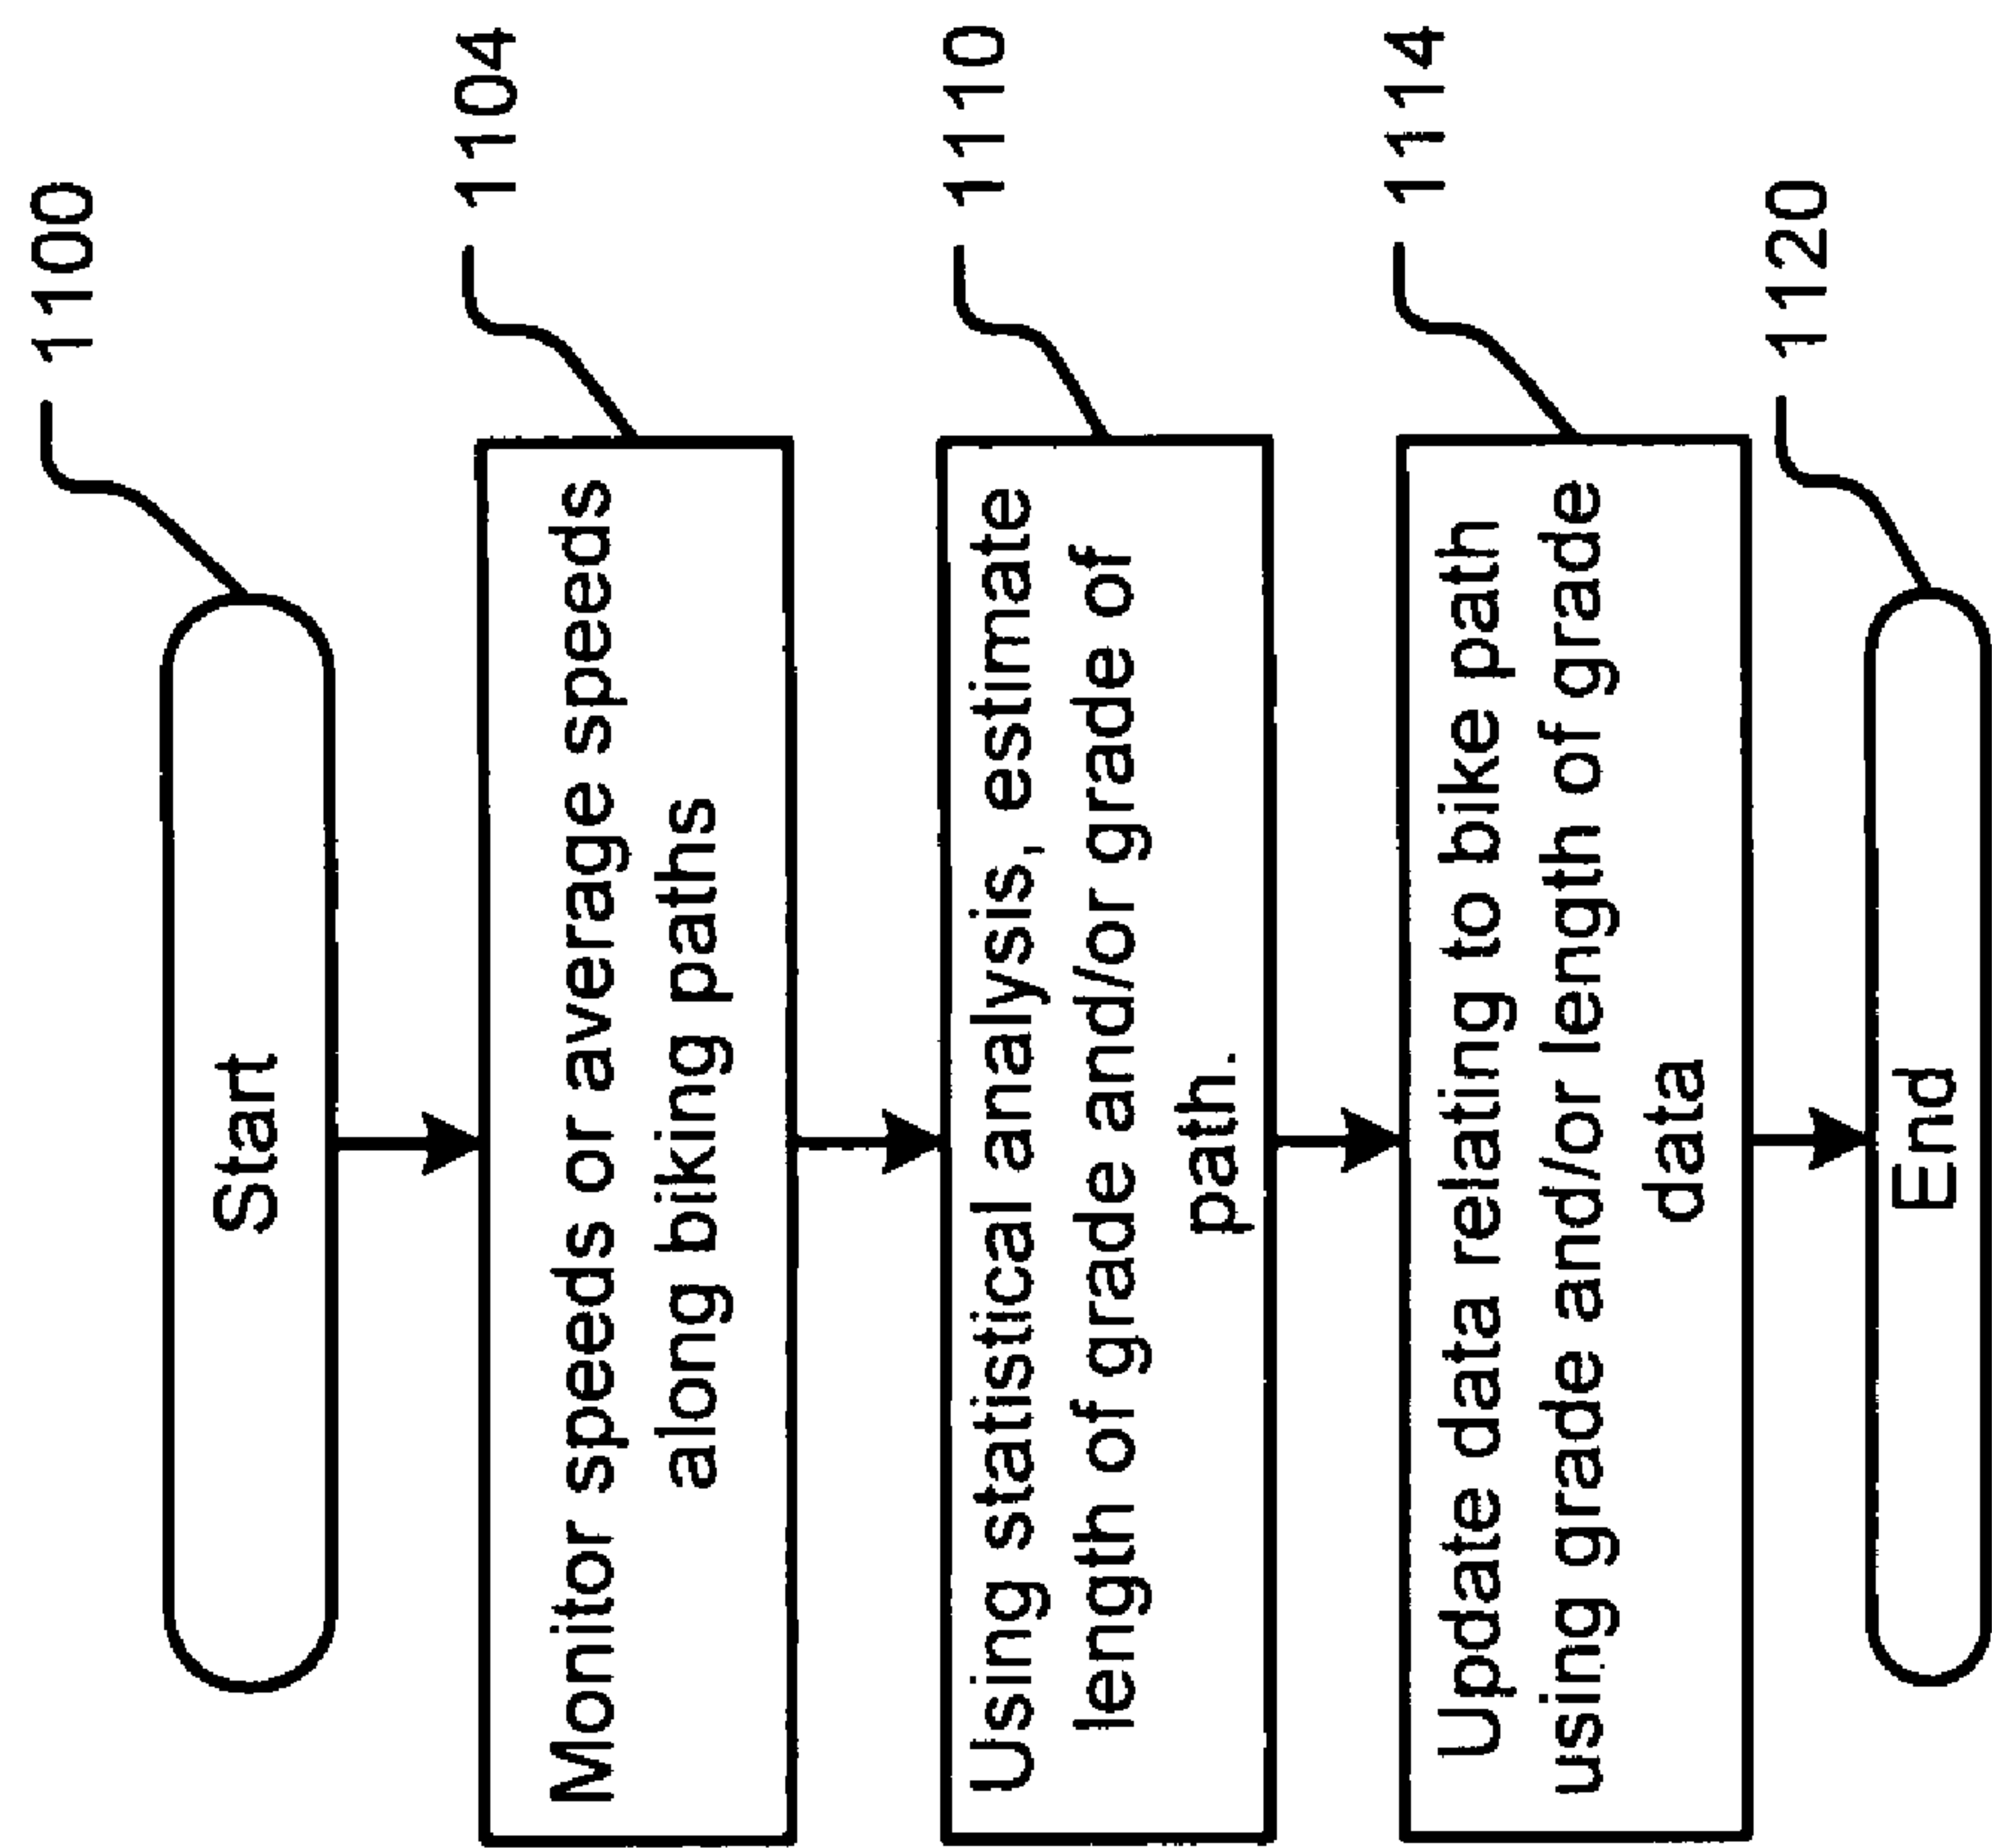 Start
1100
Monitor speeds or average speeds
along biking paths
1104
Using statistical analysis, estimate
length of grade and/or grade of
path.
1110
Update data relating to bike path
using grade and/or length of grade
data
1114
End
1120